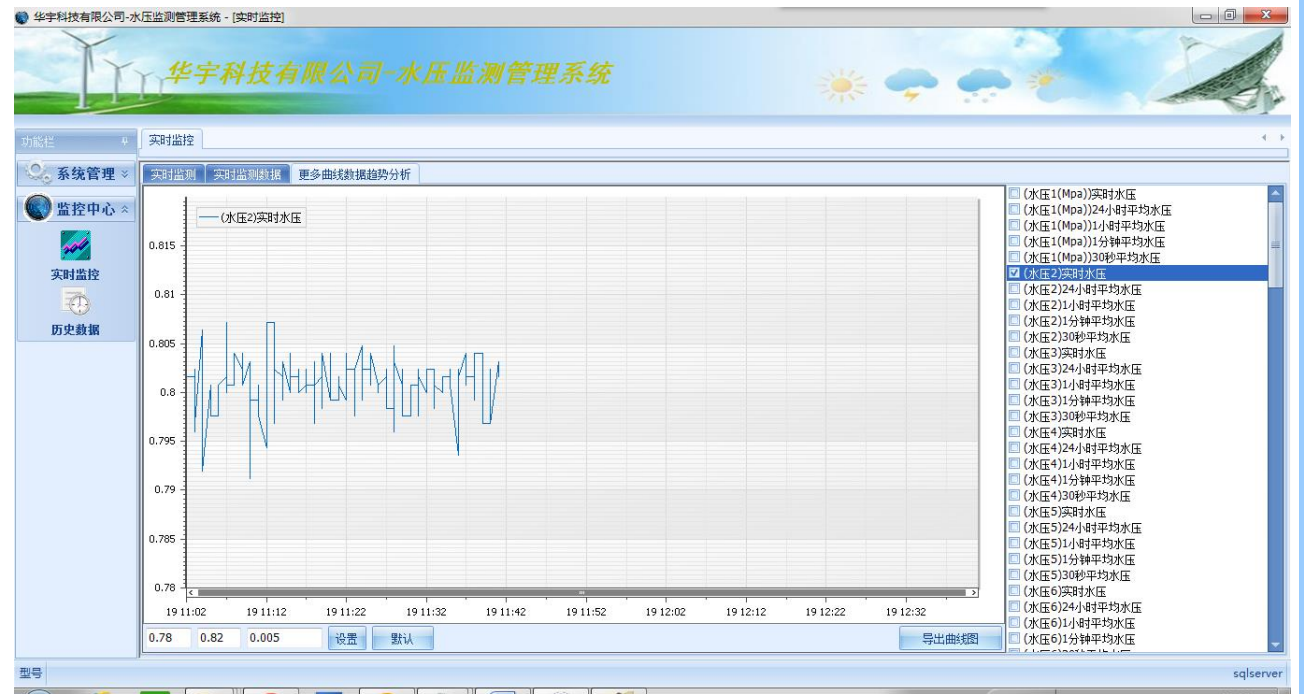 华宇科技有限公司-水压监测管理系统 - [实时监控]
华宇科技有限公司-水压监测管理系统
功能栏
实时监控
系统管理
监控中心
实时监控
历史数据
实时监测 实时监测数据 更多曲线数据趋势分析
(水压2)实时水压
0.815
0.81
0.805
0.8
0.795
0.79
0.785
0.78
19 11:02 19 11:12 19 11:22 19 11:32 19 11:42 19 11:52 19 12:02 19 12:12 19 12:22 19 12:32
0.78 0.82 0.005 设置 默认 导出曲线图
(水压1(Mpa))实时水压
(水压1(Mpa))24小时平均水压
(水压1(Mpa))1小时平均水压
(水压1(Mpa))1分钟平均水压
(水压1(Mpa))30秒平均水压
(水压2)实时水压
(水压2)24小时平均水压
(水压2)1小时平均水压
(水压2)1分钟平均水压
(水压2)30秒平均水压
(水压3)实时水压
(水压3)24小时平均水压
(水压3)1小时平均水压
(水压3)1分钟平均水压
(水压3)30秒平均水压
(水压4)实时水压
(水压4)24小时平均水压
(水压4)1小时平均水压
(水压4)1分钟平均水压
(水压4)30秒平均水压
(水压5)实时水压
(水压5)24小时平均水压
(水压5)1小时平均水压
(水压5)1分钟平均水压
(水压5)30秒平均水压
(水压6)实时水压
(水压6)24小时平均水压
(水压6)1小时平均水压
(水压6)1分钟平均水压
型号
sqlserver